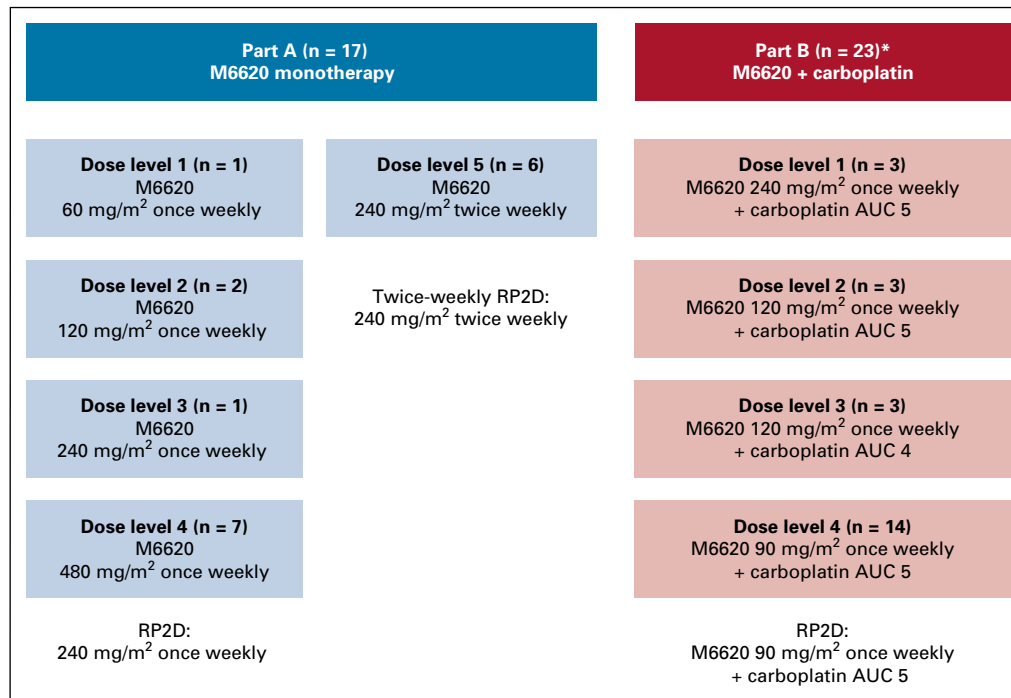 Part A (n = 17)
M6620 monotherapy
Part B (n = 23)*
M6620 + carboplatin
Dose level 1 (n = 1)
M6620
60 mg/m² once weekly
Dose level 2 (n = 2)
M6620
120 mg/m² once weekly
Dose level 3 (n = 1)
M6620
240 mg/m² once weekly
Dose level 4 (n = 7)
M6620
480 mg/m² once weekly
RP2D:
240 mg/m² once weekly
Dose level 5 (n = 6)
M6620
240 mg/m² twice weekly
Twice-weekly RP2D:
240 mg/m² twice weekly
Dose level 1 (n = 3)
M6620 240 mg/m² once weekly
+ carboplatin AUC 5
Dose level 2 (n = 3)
M6620 120 mg/m² once weekly
+ carboplatin AUC 5
Dose level 3 (n = 3)
M6620 120 mg/m² once weekly
+ carboplatin AUC 4
Dose level 4 (n = 14)
M6620 90 mg/m² once weekly
+ carboplatin AUC 5
RP2D:
M6620 90 mg/m² once weekly
+ carboplatin AUC 5